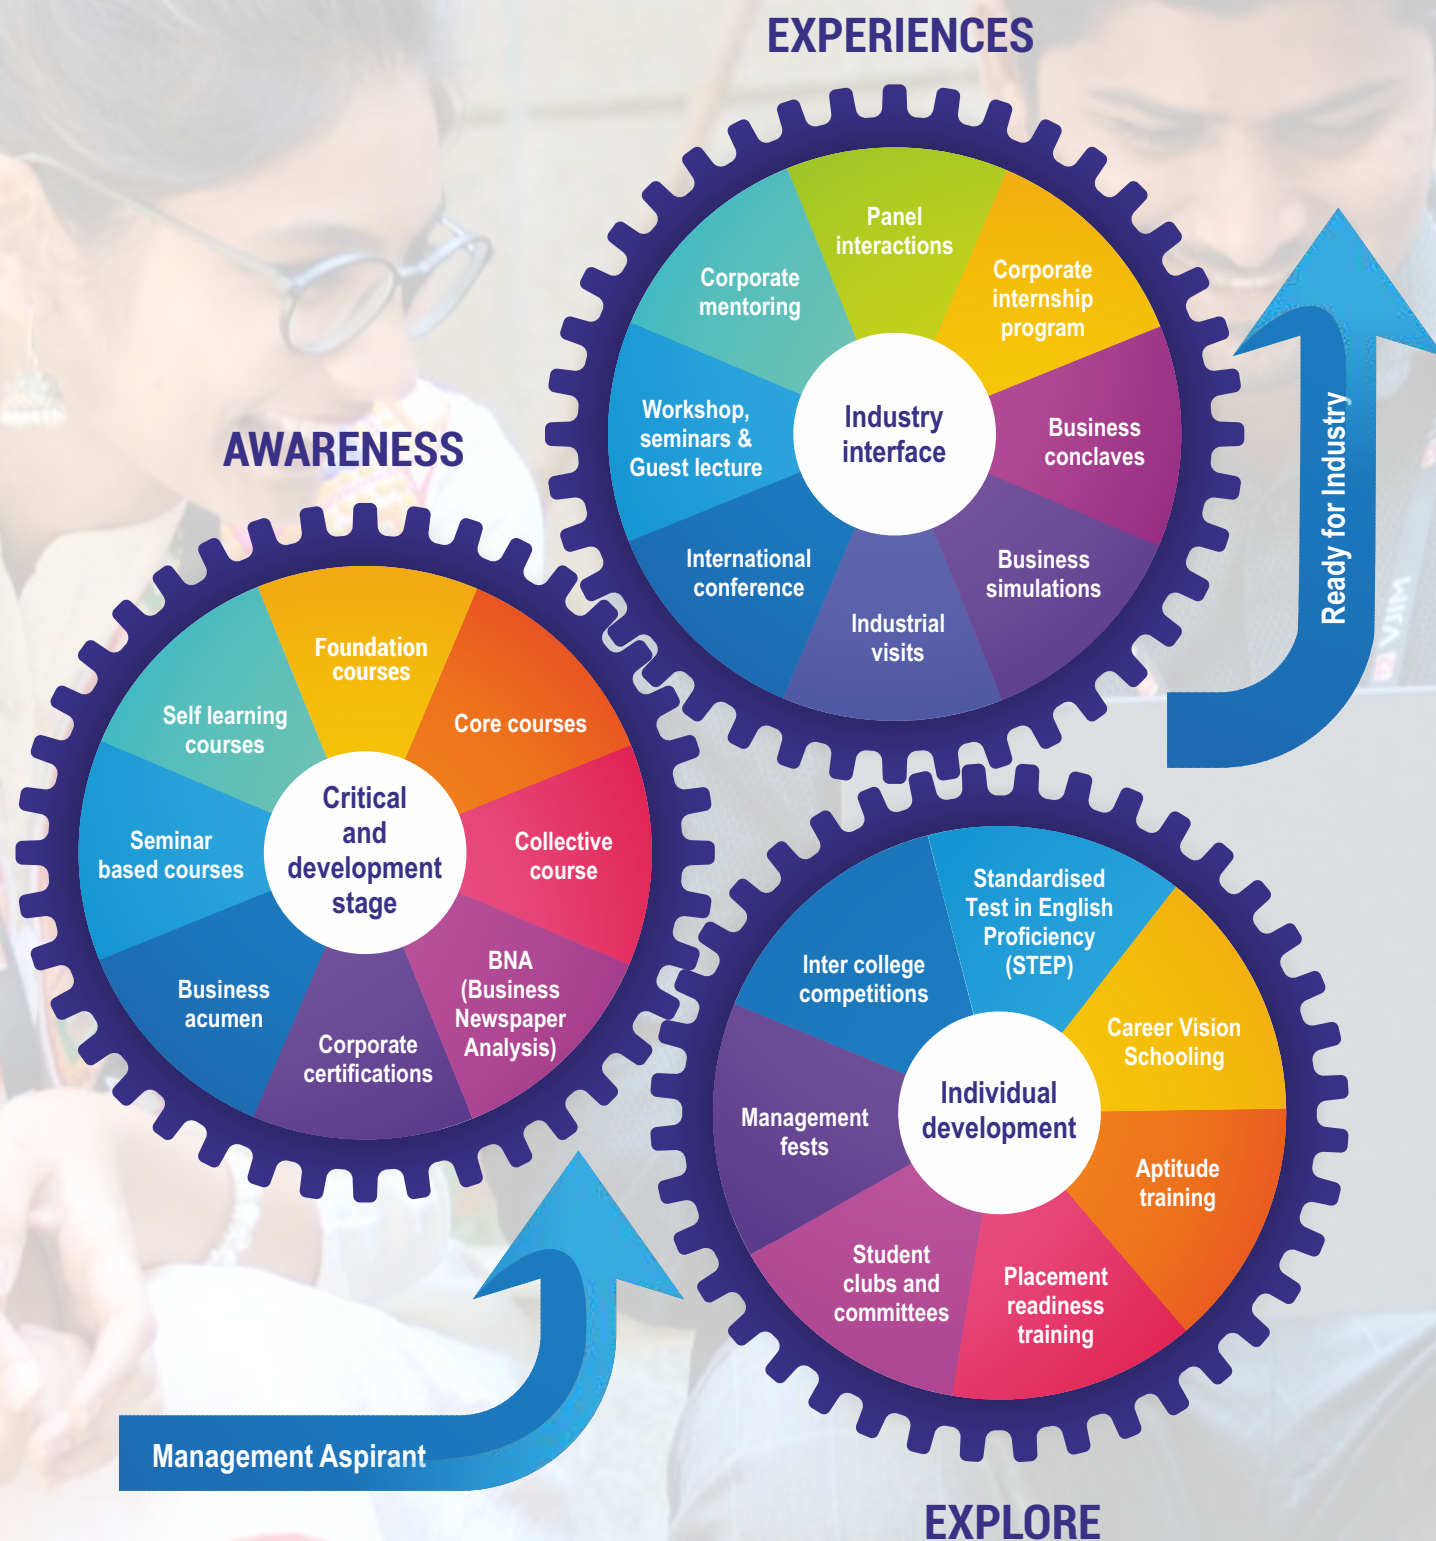 EXPERIENCES
Panel
interactions
Corporate
internship
program
Business
conclaves
Business
simulations
Industrial
visits
International
conference
Workshop,
seminars &
Guest lecture
Corporate
mentoring
Industry
interface
Ready for Industry
VJIM
AWARENESS
Foundation
courses
Core courses
Collective
course
BNA
(Business
Newspaper
Analysis)
Corporate
certifications
Business
acumen
Seminar
based courses
Self learning
courses
Critical
and
development
stage
Standardised
Test in English
Proficiency
(STEP)
Career Vision
Schooling
Aptitude
training
Placement
readiness
training
Student
clubs and
committees
Management
fests
Inter college
competitions
Individual
development
Management Aspirant
EXPLORE